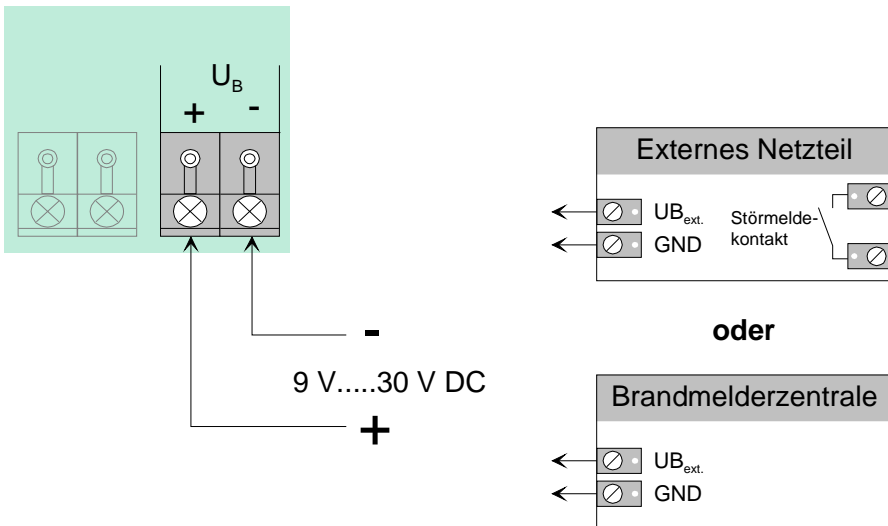 U_B
+ -
-
9 V.....30 V DC
+
Externes Netzteil
UB_ext.
GND
Störmelde-
kontakt
oder
Brandmelderzentrale
UB_ext.
GND